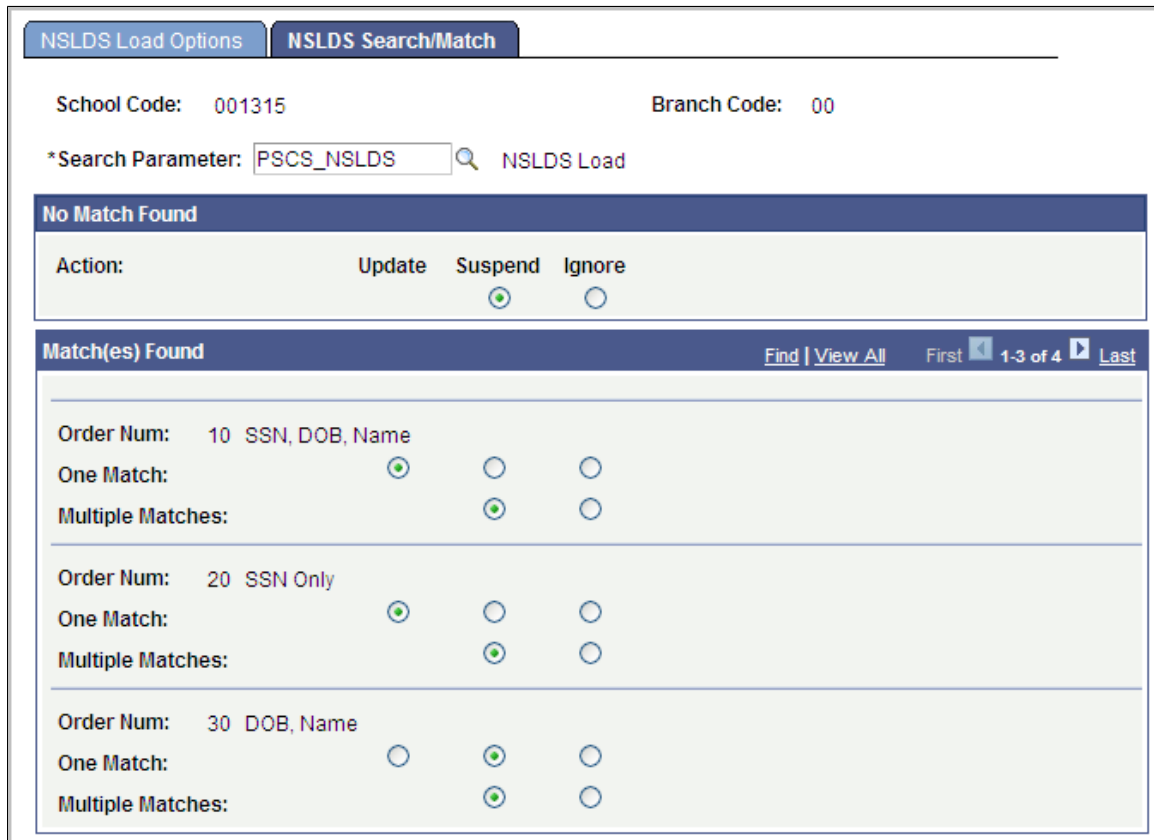 NSLDS Load Options NSLDS Search/Match
School Code: 001315 Branch Code: 00
*Search Parameter: PSCS_NSLDS NSLDS Load
No Match Found
Action: Update Suspend Ignore
Match(es) Found Find | View All First 1-3 of 4 Last
Order Num: 10 SSN, DOB, Name
One Match:
Multiple Matches:
Order Num: 20 SSN Only
One Match:
Multiple Matches:
Order Num: 30 DOB, Name
One Match:
Multiple Matches: